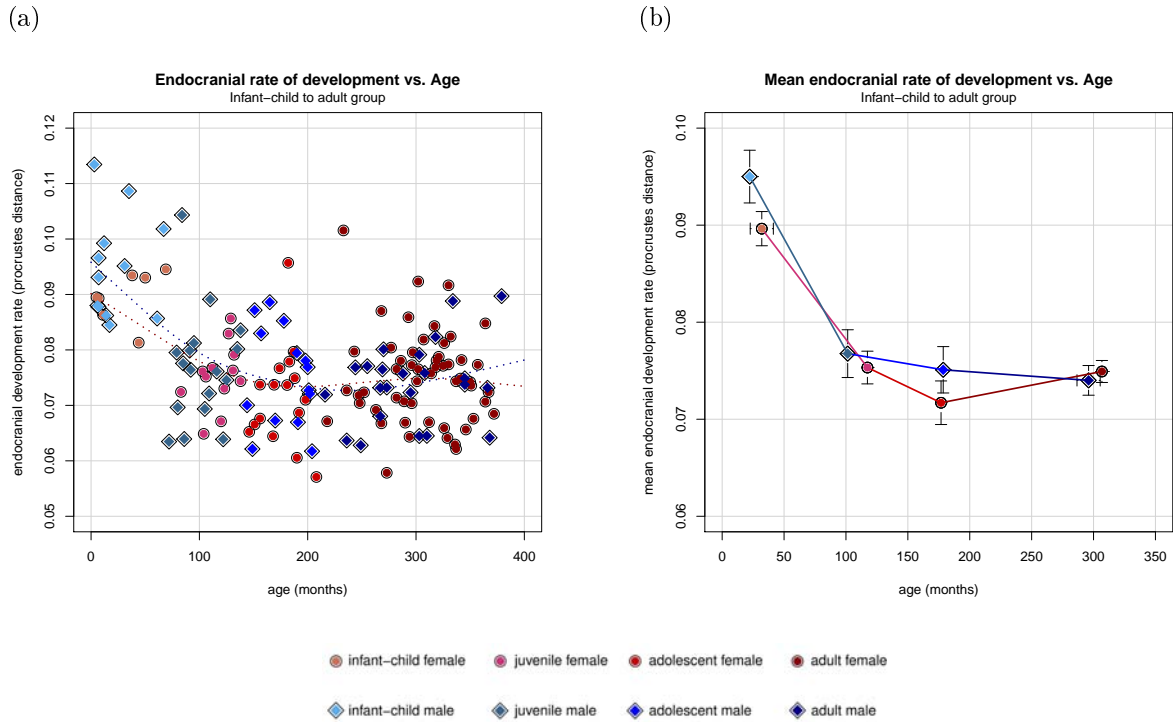 (a)
Endocranial rate of development vs. Age
Infant−child to adult group
endocranial development rate (procrustes distance)
0.12
0.11
0.10
0.09
0.08
0.07
0.06
0.05
0 100 200 300 400
age (months)
(b)
Mean endocranial rate of development vs. Age
Infant−child to adult group
mean endocranial development rate (procrustes distance)
0.10
0.09
0.08
0.07
0.06
0 50 100 150 200 250 300 350
age (months)
infant−child female juvenile female adolescent female adult female
infant−child male juvenile male adolescent male adult male